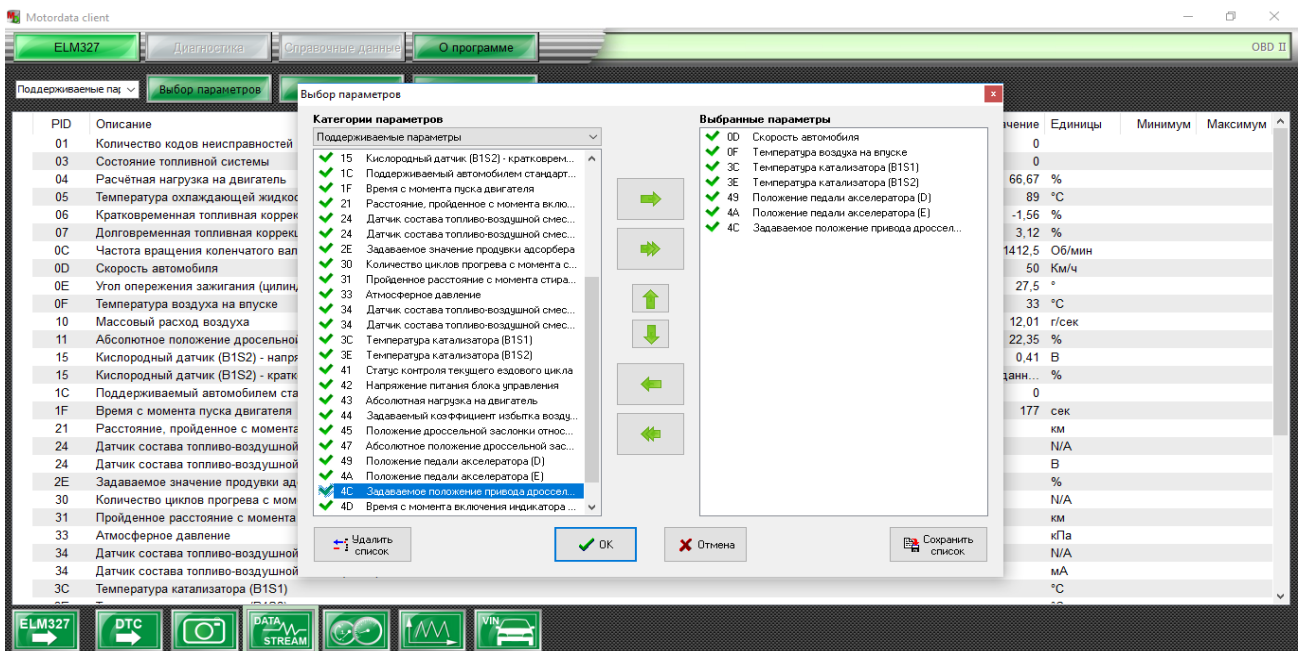 Motordata client
ELM327 Диагностика Справочные данные О программе OBD II
Поддерживаемые пар Выбор параметров
PID Описание
01 Количество кодов неисправностей
03 Состояние топливной системы
04 Расчётная нагрузка на двигатель
05 Температура охлаждающей жидкос
06 Кратковременная топливная коррек
07 Долговременная топливная коррекц
0C Частота вращения коленчатого вал
0D Скорость автомобиля
0E Угол опережения зажигания (цилин
0F Температура воздуха на впуске
10 Массовый расход воздуха
11 Абсолютное положение дросельной
15 Кислородный датчик (B1S2) - напря
15 Кислородный датчик (B1S2) - кратк
1C Поддерживаемый автомобилем ста
1F Время с момента пуска двигателя
21 Расстояние, пройденное с момента
24 Датчик состава топливо-воздушной
24 Датчик состава топливо-воздушной
2E Задаваемое значение продувки ад
30 Количество циклов прогрева с мом
31 Пройденное расстояние с момента
33 Атмосферное давление
34 Датчик состава топливо-воздушной
34 Датчик состава топливо-воздушной
3C Температура катализатора (B1S1)
Выбор параметров
Категории параметров
Поддерживаемые параметры
15 Кислородный датчик (B1S2) - кратковрем...
1C Поддерживаемый автомобилем стандарт...
1F Время с момента пуска двигателя
21 Расстояние, пройденное с момента вклю...
24 Датчик состава топливо-воздушной смес...
24 Датчик состава топливо-воздушной смес...
2E Задаваемое значение продувки адсорбера
30 Количество циклов прогрева с момента с...
31 Пройденное расстояние с момента стира...
33 Атмосферное давление
34 Датчик состава топливо-воздушной смес...
34 Датчик состава топливо-воздушной смес...
3C Температура катализатора (B1S1)
3E Температура катализатора (B1S2)
41 Статус контроля текущего ездового цикла
42 Напряжение питания блока управления
43 Абсолютная нагрузка на двигатель
44 Задаваемый коэффициент избытка возду...
45 Положение дроссельной заслонки относ...
47 Абсолютное положение дроссельной зас...
49 Положение педали акселератора (D)
4A Положение педали акселератора (E)
4C Задаваемое положение привода дроссел...
4D Время с момента включения индикатора ...
Выбранные параметры
0D Скорость автомобиля
0F Температура воздуха на впуске
3C Температура катализатора (B1S1)
3E Температура катализатора (B1S2)
49 Положение педали акселератора (D)
4A Положение педали акселератора (E)
4C Задаваемое положение привода дроссел...
Удалить
список
OK
Отмена
Сохранить
список
чение Единицы Минимум Максимум
0
0
66,67 %
89 °C
-1,56 %
3,12 %
1412,5 Об/мин
50 Км/ч
27,5 °
33 °C
12,01 г/сек
22,35 %
0,41 В
данн... %
0
177 сек
км
N/A
В
%
N/A
км
кПа
N/A
мА
°C
ELM327 DTC DATA STREAM VIN